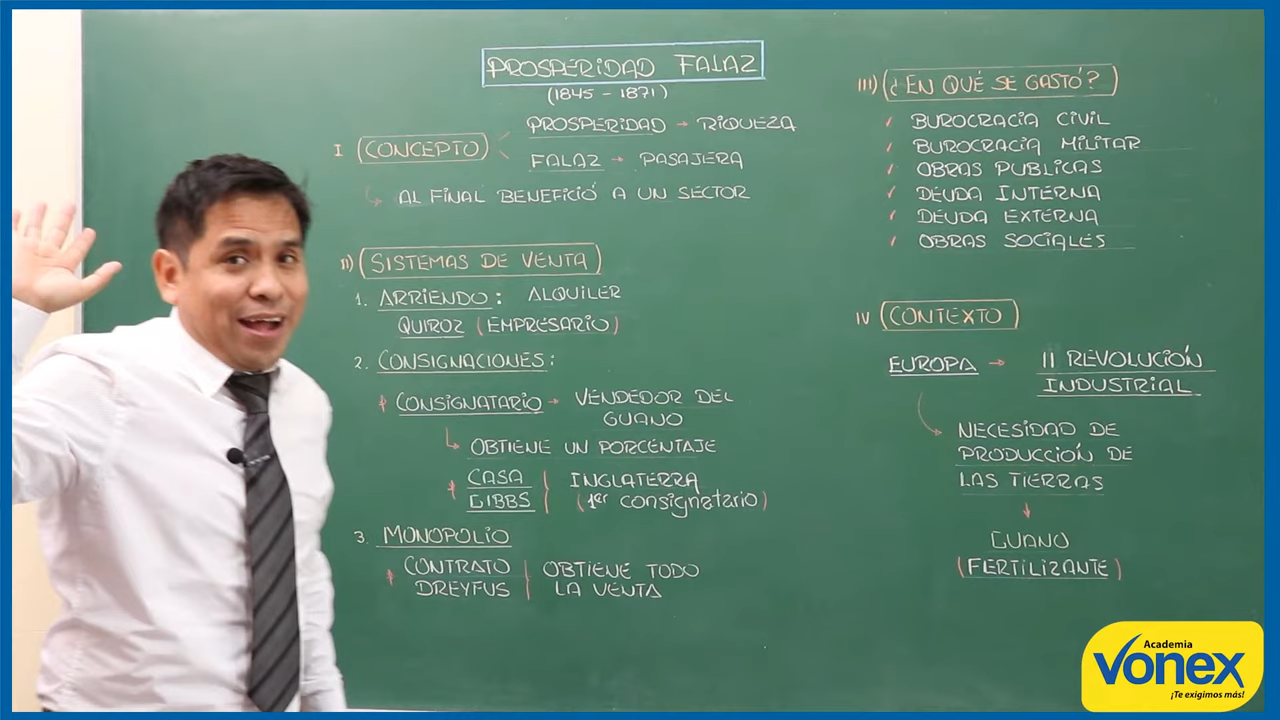 PROSPERIDAD FALAZ
(1845 - 1871)
I (CONCEPTO)
PROSPERIDAD → RIQUEZA
FALAZ → PASAJERA
AL FINAL BENEFICIÓ A UN SECTOR
II) (SISTEMAS DE VENTA)
1. ARRIENDO: ALQUILER
QUIROZ (EMPRESARIO)
2. CONSIGNACIONES:
CONSIGNATARIO → VENDEDOR DEL
GUANO
OBTIENE UN PORCENTAJE
CASA | INGLATERRA
GIBBS | (1er consignatario)
3. MONOPOLIO
CONTRATO | OBTIENE TODO
DREYFUS | LA VENTA
III) (¿EN QUÉ SE GASTÓ?)
BUROCRACIA CIVIL
BUROCRACIA MILITAR
OBRAS PUBLICAS
DEUDA INTERNA
DEUDA EXTERNA
OBRAS SOCIALES
IV (CONTEXTO)
EUROPA → II REVOLUCIÓN
INDUSTRIAL
NECESIDAD DE
PRODUCCIÓN DE
LAS TIERRAS
GUANO
(FERTILIZANTE)
Academia
Vonex
¡Te exigimos más!